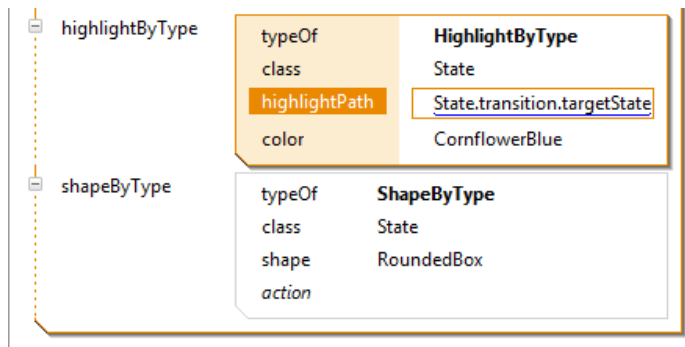 highlightByType
typeOf HighlightByType
class State
highlightPath State.transition.targetState
color CornflowerBlue
shapeByType
typeOf ShapeByType
class State
shape RoundedBox
action